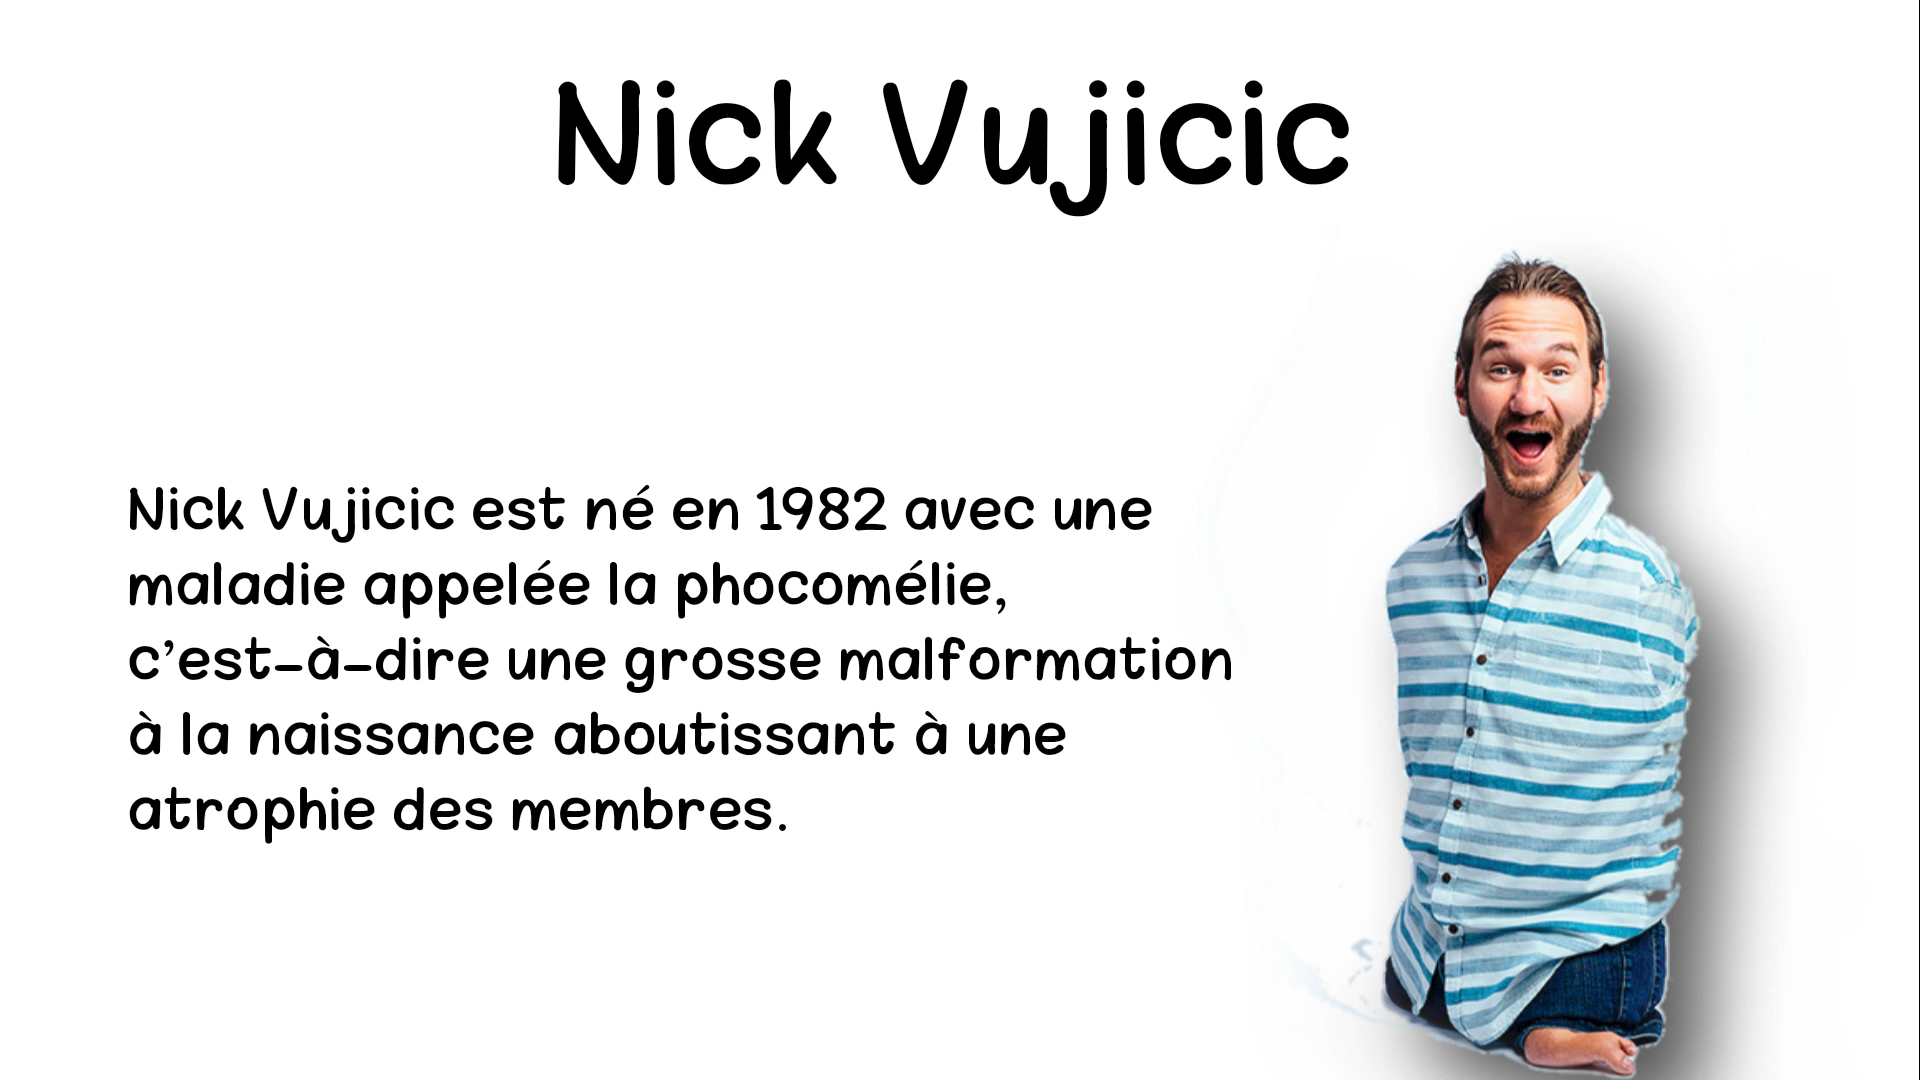 Nick Vujicic
Nick Vujicic est né en 1982 avec une
maladie appelée la phocomélie,
c’est-à-dire une grosse malformation
à la naissance aboutissant à une
atrophie des membres.